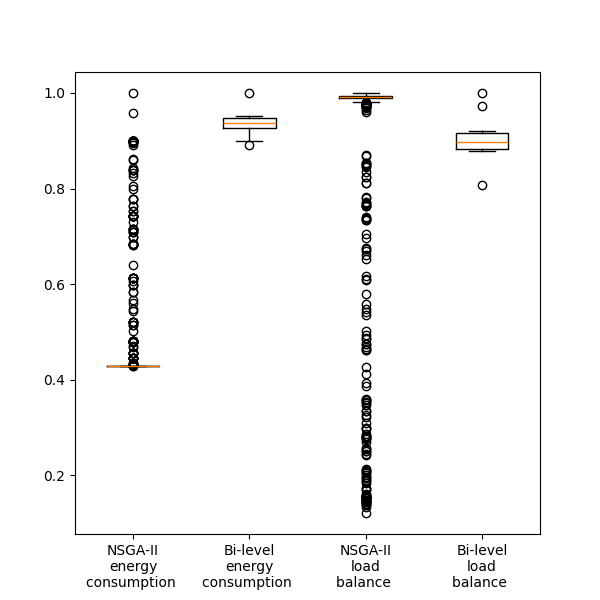 1.0
0.8
0.6
0.4
0.2
NSGA-II
energy
consumption
Bi-level
energy
consumption
NSGA-II
load
balance
Bi-level
load
balance